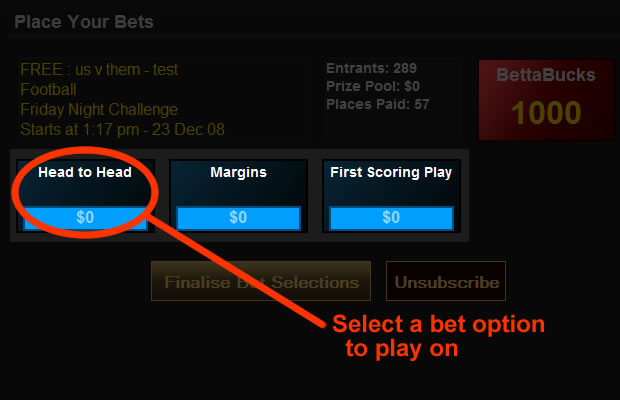 Place Your Bets
FREE : us v them - test
Football
Friday Night Challenge
Starts at 1:17 pm - 23 Dec 08
Entrants: 289
Prize Pool: $0
Places Paid: 57
BettaBucks
1000
Head to Head
$0
Margins
$0
First Scoring Play
$0
Finalise Bet Selections
Unsubscribe
Select a bet option
to play on